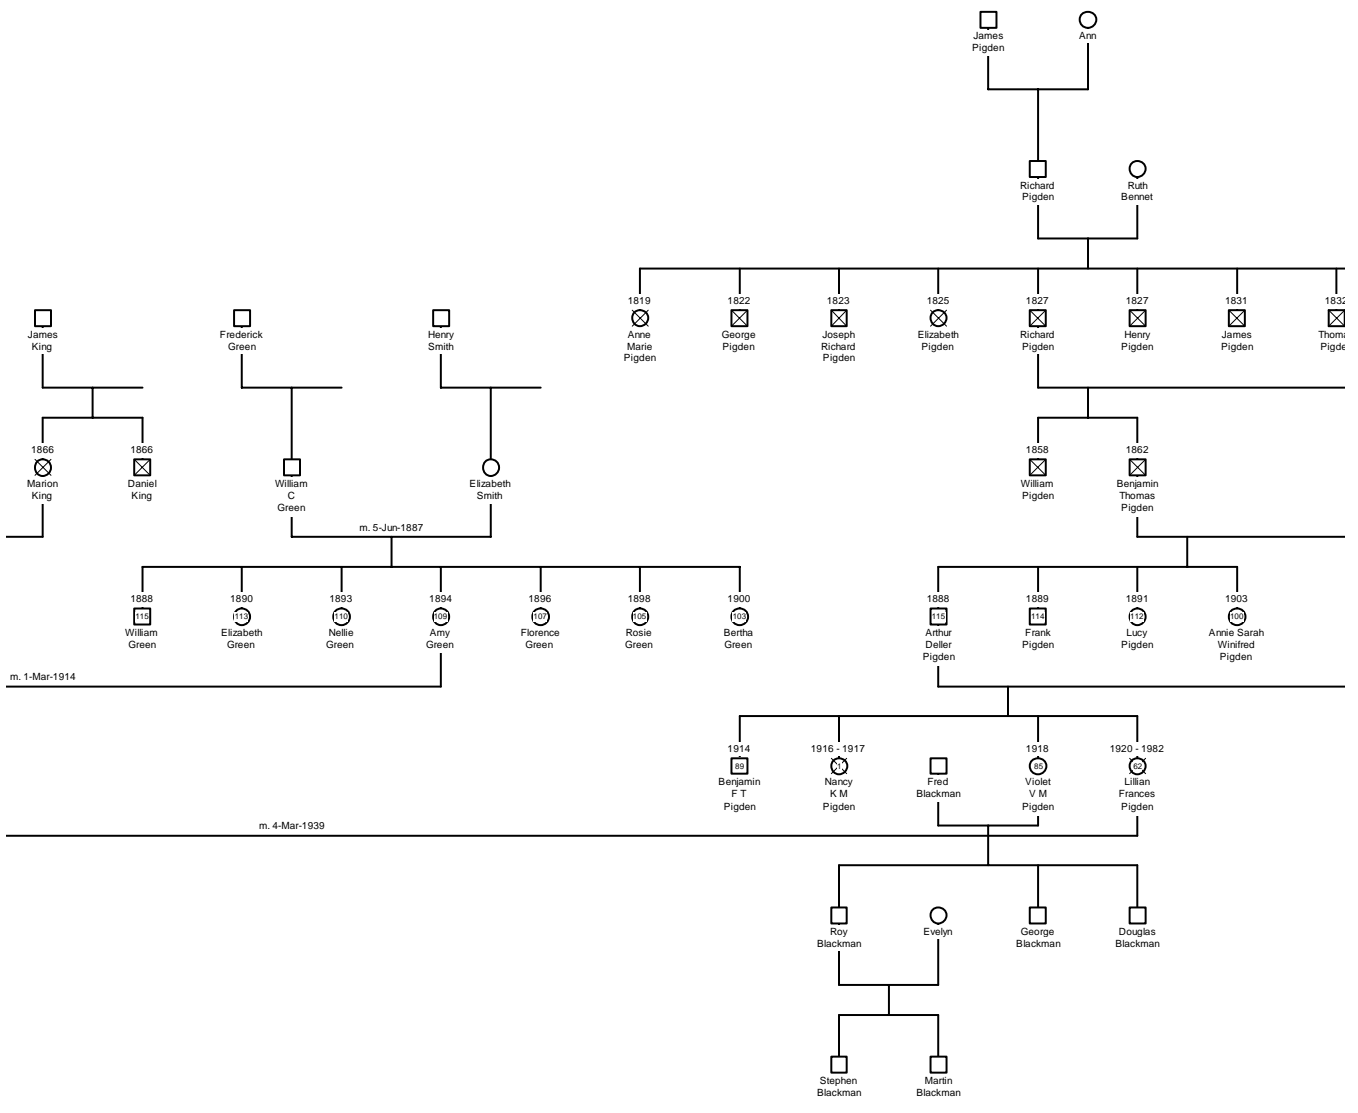 James
Pigden
Ann
Richard
Pigden
Ruth
Bennet
1819
Anne
Marie
Pigden
1822
George
Pigden
1823
Joseph
Richard
Pigden
1825
Elizabeth
Pigden
1827
Richard
Pigden
1827
Henry
Pigden
1831
James
Pigden
1832
Thoma
Pigde
James
King
Frederick
Green
Henry
Smith
1866
Marion
King
1866
Daniel
King
William
C
Green
Elizabeth
Smith
1858
William
Pigden
1862
Benjamin
Thomas
Pigden
m. 5-Jun-1887
1888
115
William
Green
1890
113
Elizabeth
Green
1893
110
Nellie
Green
1894
109
Amy
Green
1896
107
Florence
Green
1898
105
Rosie
Green
1900
103
Bertha
Green
1888
115
Arthur
Deller
Pigden
1889
114
Frank
Pigden
1891
112
Lucy
Pigden
1903
100
Annie Sarah
Winifred
Pigden
m. 1-Mar-1914
1914
89
Benjamin
F T
Pigden
1916 - 1917
1
Nancy
K M
Pigden
Fred
Blackman
1918
85
Violet
V M
Pigden
1920 - 1982
62
Lillian
Frances
Pigden
m. 4-Mar-1939
Roy
Blackman
Evelyn
George
Blackman
Douglas
Blackman
Stephen
Blackman
Martin
Blackman